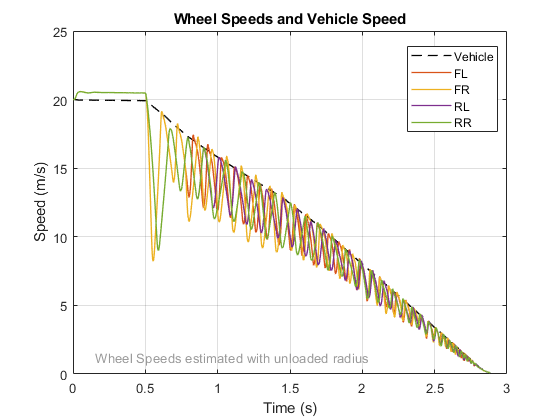 Wheel Speeds and Vehicle Speed
25
20
15
10
5
0
Speed (m/s)
Vehicle
FL
FR
RL
RR
Wheel Speeds estimated with unloaded radius
0 0.5 1 1.5 2 2.5 3
Time (s)